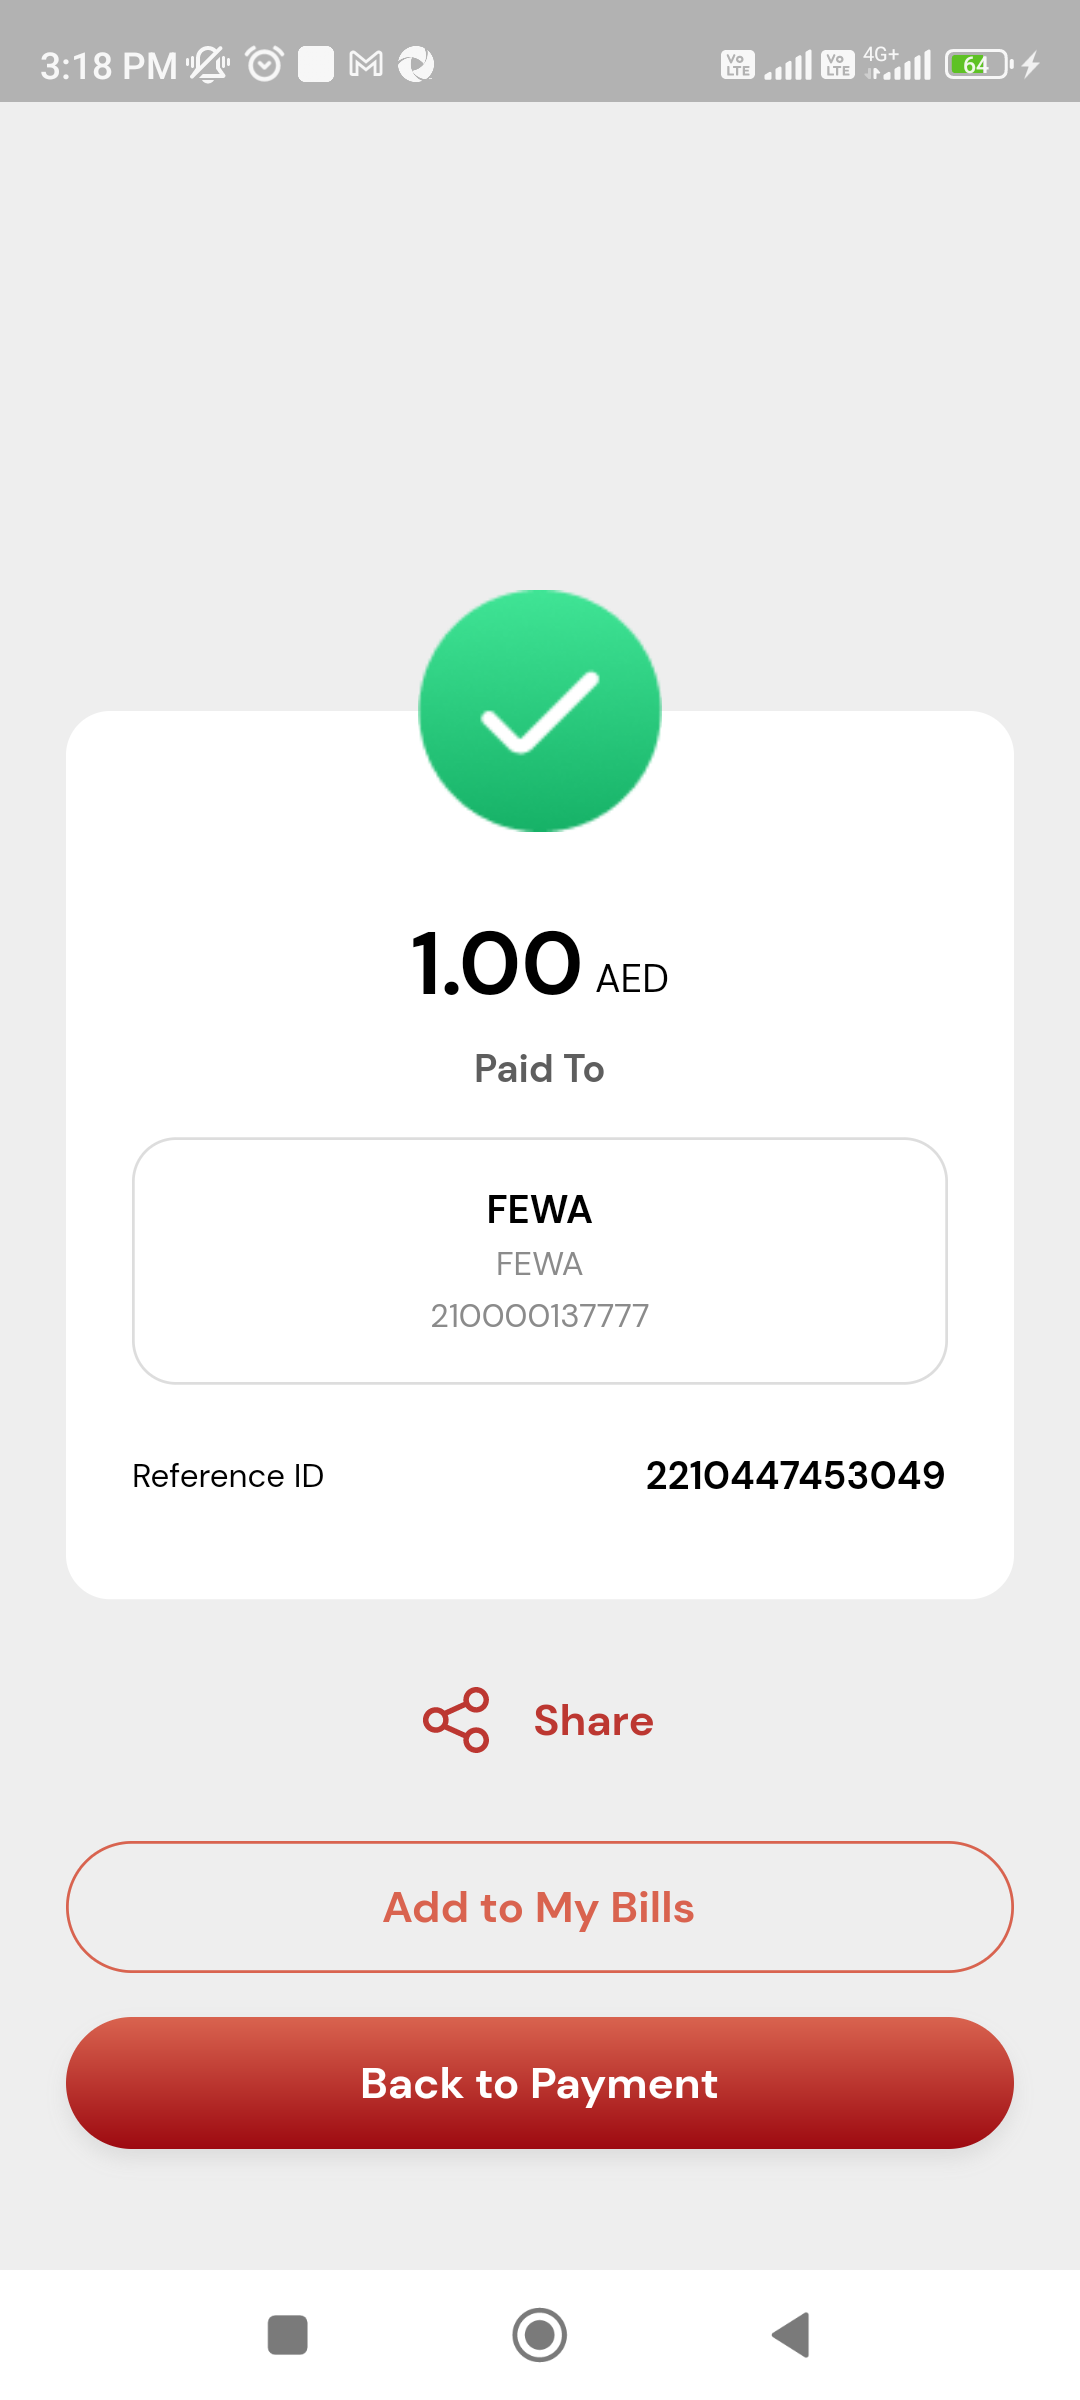 3:18 PM
Vo LTE
Vo LTE
4G+
64
1.00 AED
Paid To
FEWA
FEWA
210000137777
Reference ID 2210447453049
Share
Add to My Bills
Back to Payment